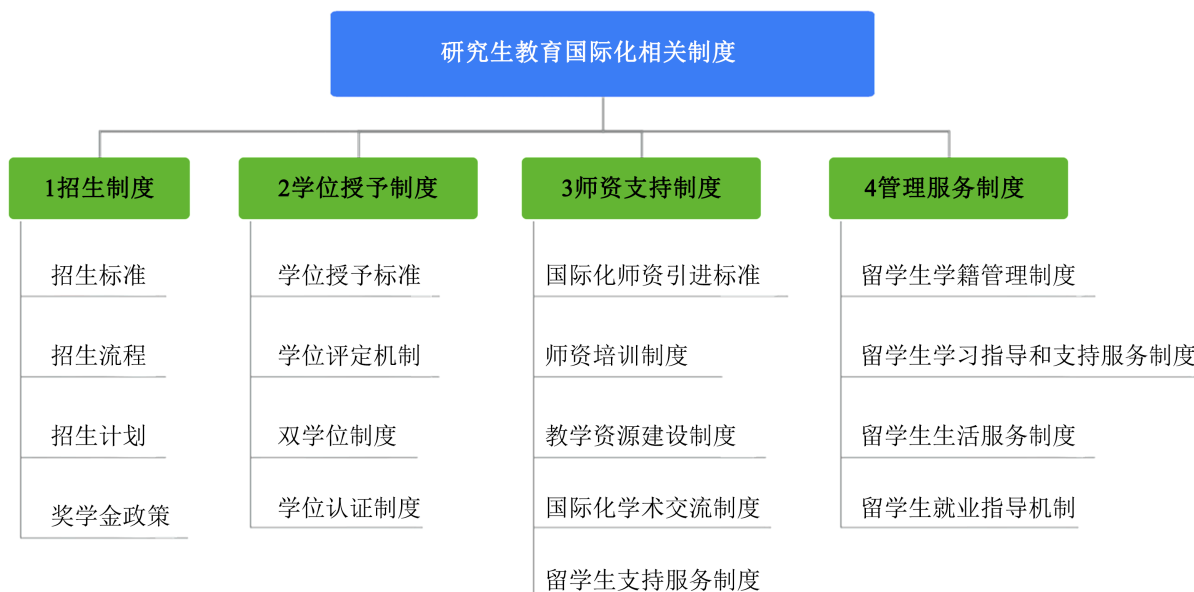 研究生教育国际化相关制度
1招生制度
招生标准
招生流程
招生计划
奖学金政策
2学位授予制度
学位授予标准
学位评定机制
双学位制度
学位认证制度
3师资支持制度
国际化师资引进标准
师资培训制度
教学资源建设制度
国际化学术交流制度
留学生支持服务制度
4管理服务制度
留学生学籍管理制度
留学生学习指导和支持服务制度
留学生生活服务制度
留学生就业指导机制